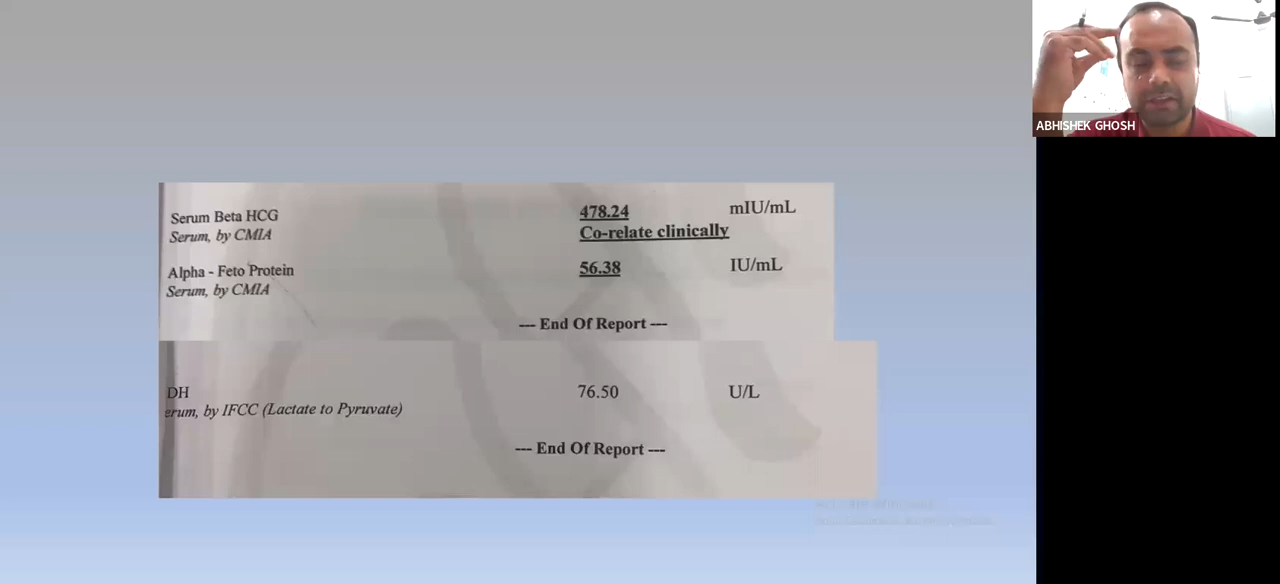 ABHISHEK GHOSH
Serum Beta HCG 478.24 mIU/mL
Serum, by CMIA Co-relate clinically
Alpha - Feto Protein 56.38 IU/mL
Serum, by CMIA
--- End Of Report ---
DH 76.50 U/L
erum, by IFCC (Lactate to Pyruvate)
--- End Of Report ---